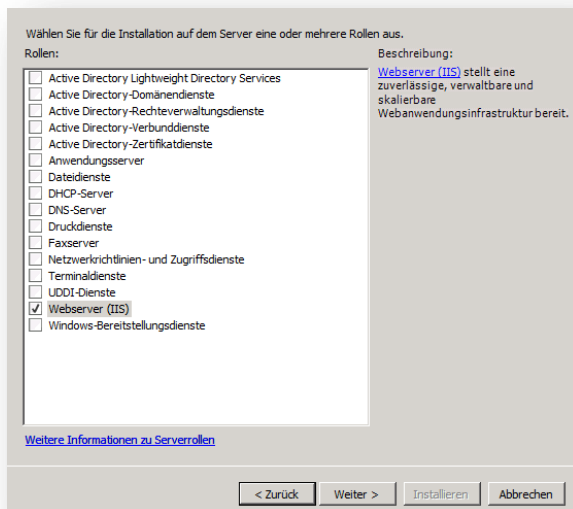 Wählen Sie für die Installation auf dem Server eine oder mehrere Rollen aus.
Rollen:
Active Directory Lightweight Directory Services
Active Directory-Domänendienste
Active Directory-Rechteverwaltungsdienste
Active Directory-Verbunddienste
Active Directory-Zertifikatdienste
Anwendungsserver
Dateidienste
DHCP-Server
DNS-Server
Druckdienste
Faxserver
Netzwerkrichtlinien- und Zugriffsdienste
Terminaldienste
UDDI-Dienste
Webserver (IIS)
Windows-Bereitstellungsdienste
Weitere Informationen zu Serverrollen
Beschreibung:
Webserver (IIS) stellt eine
zuverlässige, verwaltbare und
skalierbare
Webanwendungsinfrastruktur bereit.
< Zurück
Weiter >
Installieren
Abbrechen